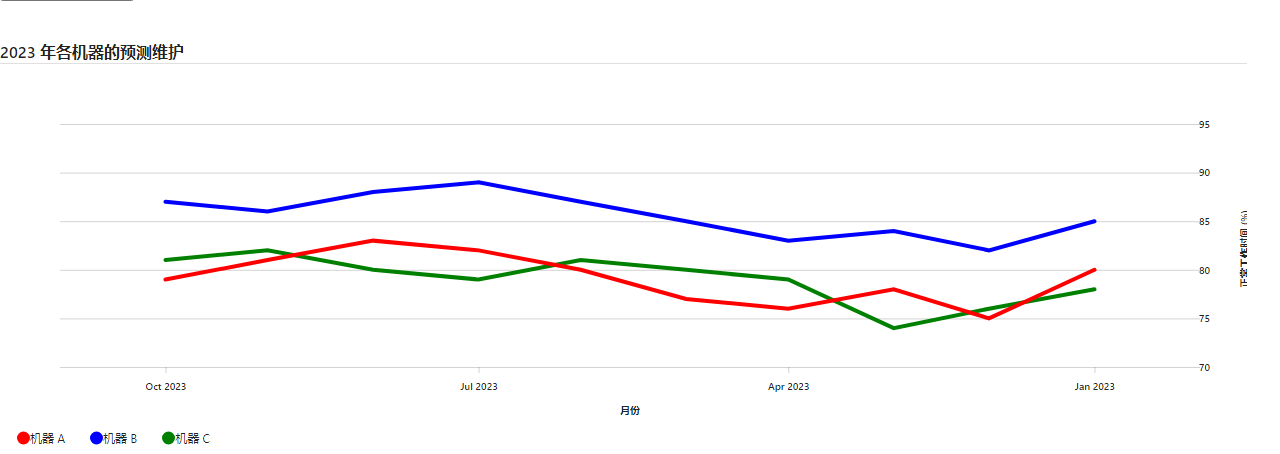 2023 年各机器的预测维护
95
90
85
80
75
70
正常工作时间 (%)
Oct 2023
Jul 2023
Apr 2023
Jan 2023
月份
机器 A
机器 B
机器 C